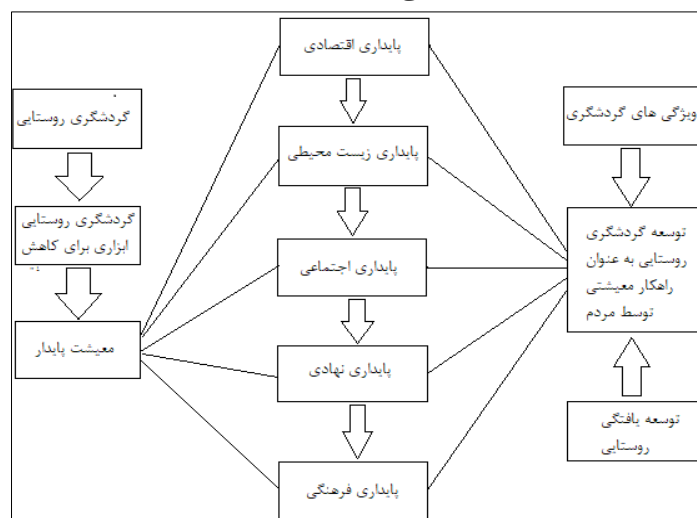 پایداری اقتصادی
ویژگی های گردشگری
گردشگری روستایی
پایداری زیست محیطی
توسعه گردشگری
روستایی به عنوان
راهکار معیشتی
توسط مردم
گردشگری روستایی
ابزاری برای کاهش
پایداری اجتماعی
معیشت پایدار
پایداری نهادی
توسعه یافتگی
روستایی
پایداری فرهنگی